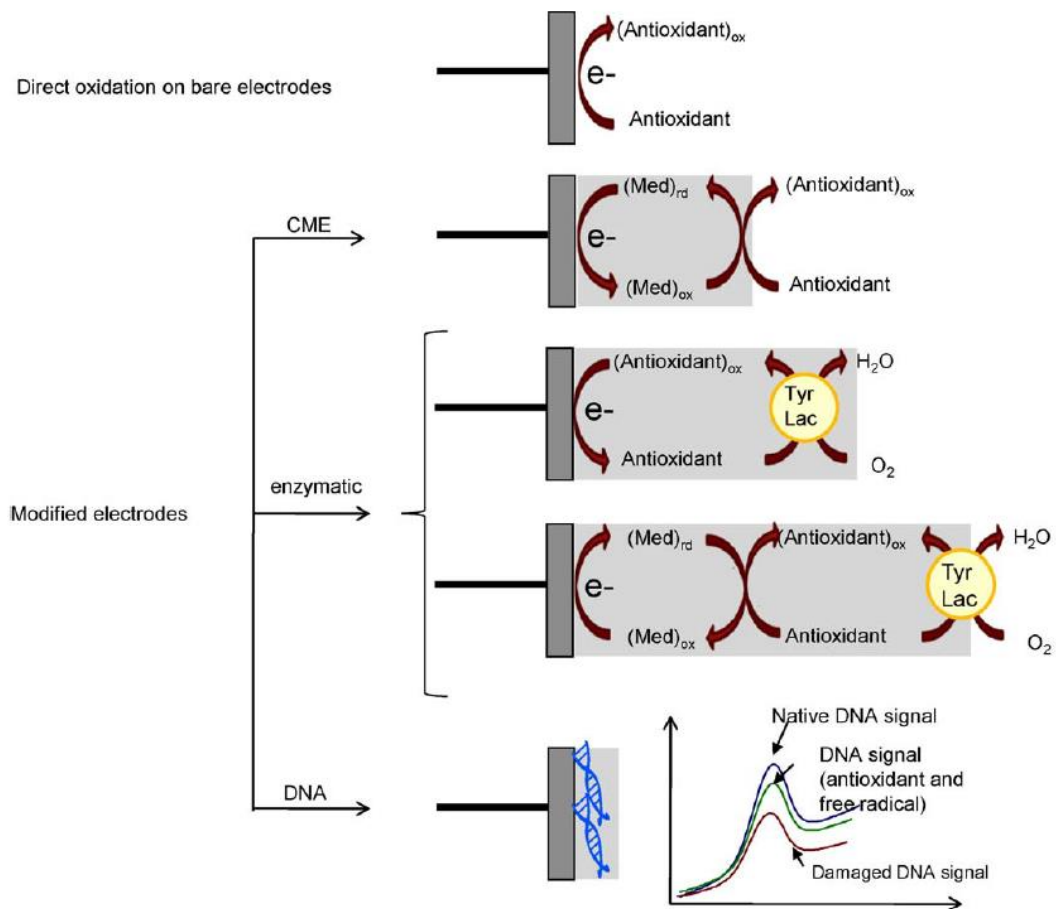 (Antioxidant)ox
Direct oxidation on bare electrodes
e-
Antioxidant
CME
(Med)rd
(Antioxidant)ox
e-
(Med)ox
Antioxidant
(Antioxidant)ox
H2O
Tyr
Lac
e-
Antioxidant
O2
enzymatic
Modified electrodes
(Med)rd
(Antioxidant)ox
H2O
Tyr
Lac
e-
(Med)ox
Antioxidant
O2
DNA
Native DNA signal
DNA signal
(antioxidant and
free radical)
Damaged DNA signal